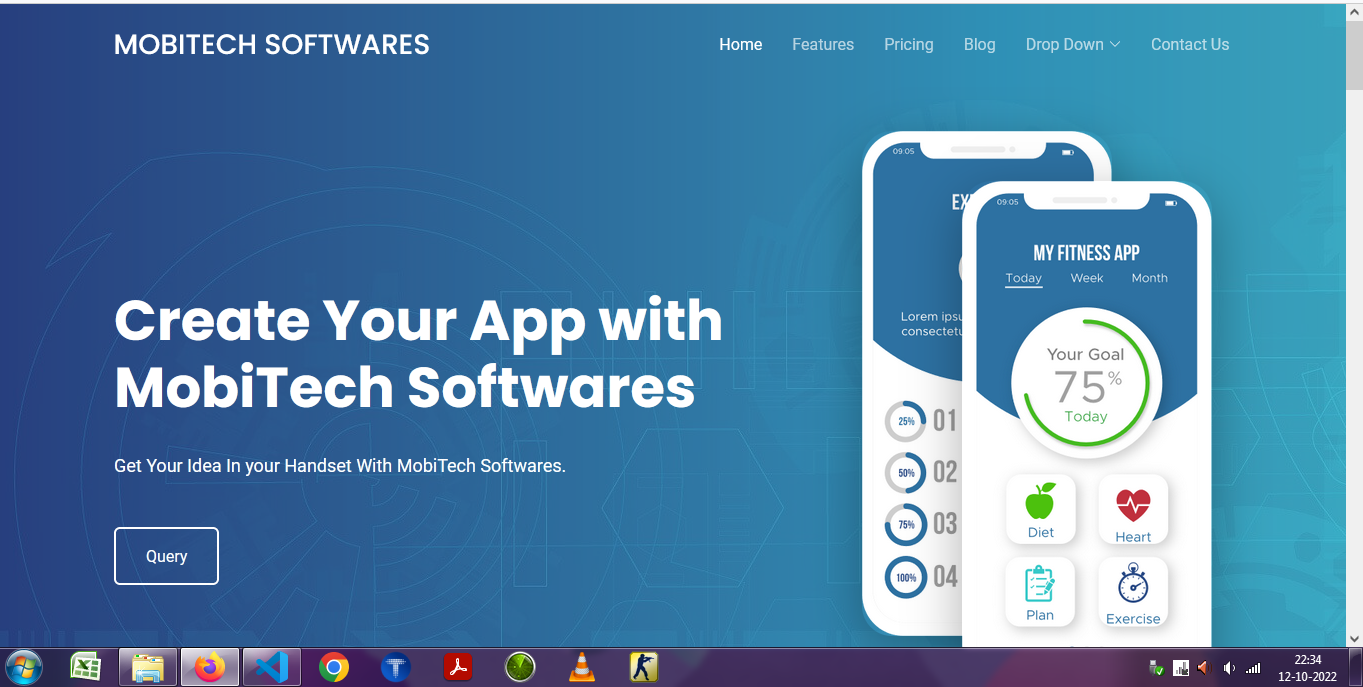 MOBITECH SOFTWARES
Home Features Pricing Blog Drop Down Contact Us
Create Your App with
MobiTech Softwares
Get Your Idea In your Handset With MobiTech Softwares.
Query
09:05
Lorem
consectetu
25% 01
50% 02
75% 03
100% 04
09:05
MY FITNESS APP
Today Week Month
Your Goal
75%
Today
Diet Heart
Plan Exercise
22:34
12-10-2022